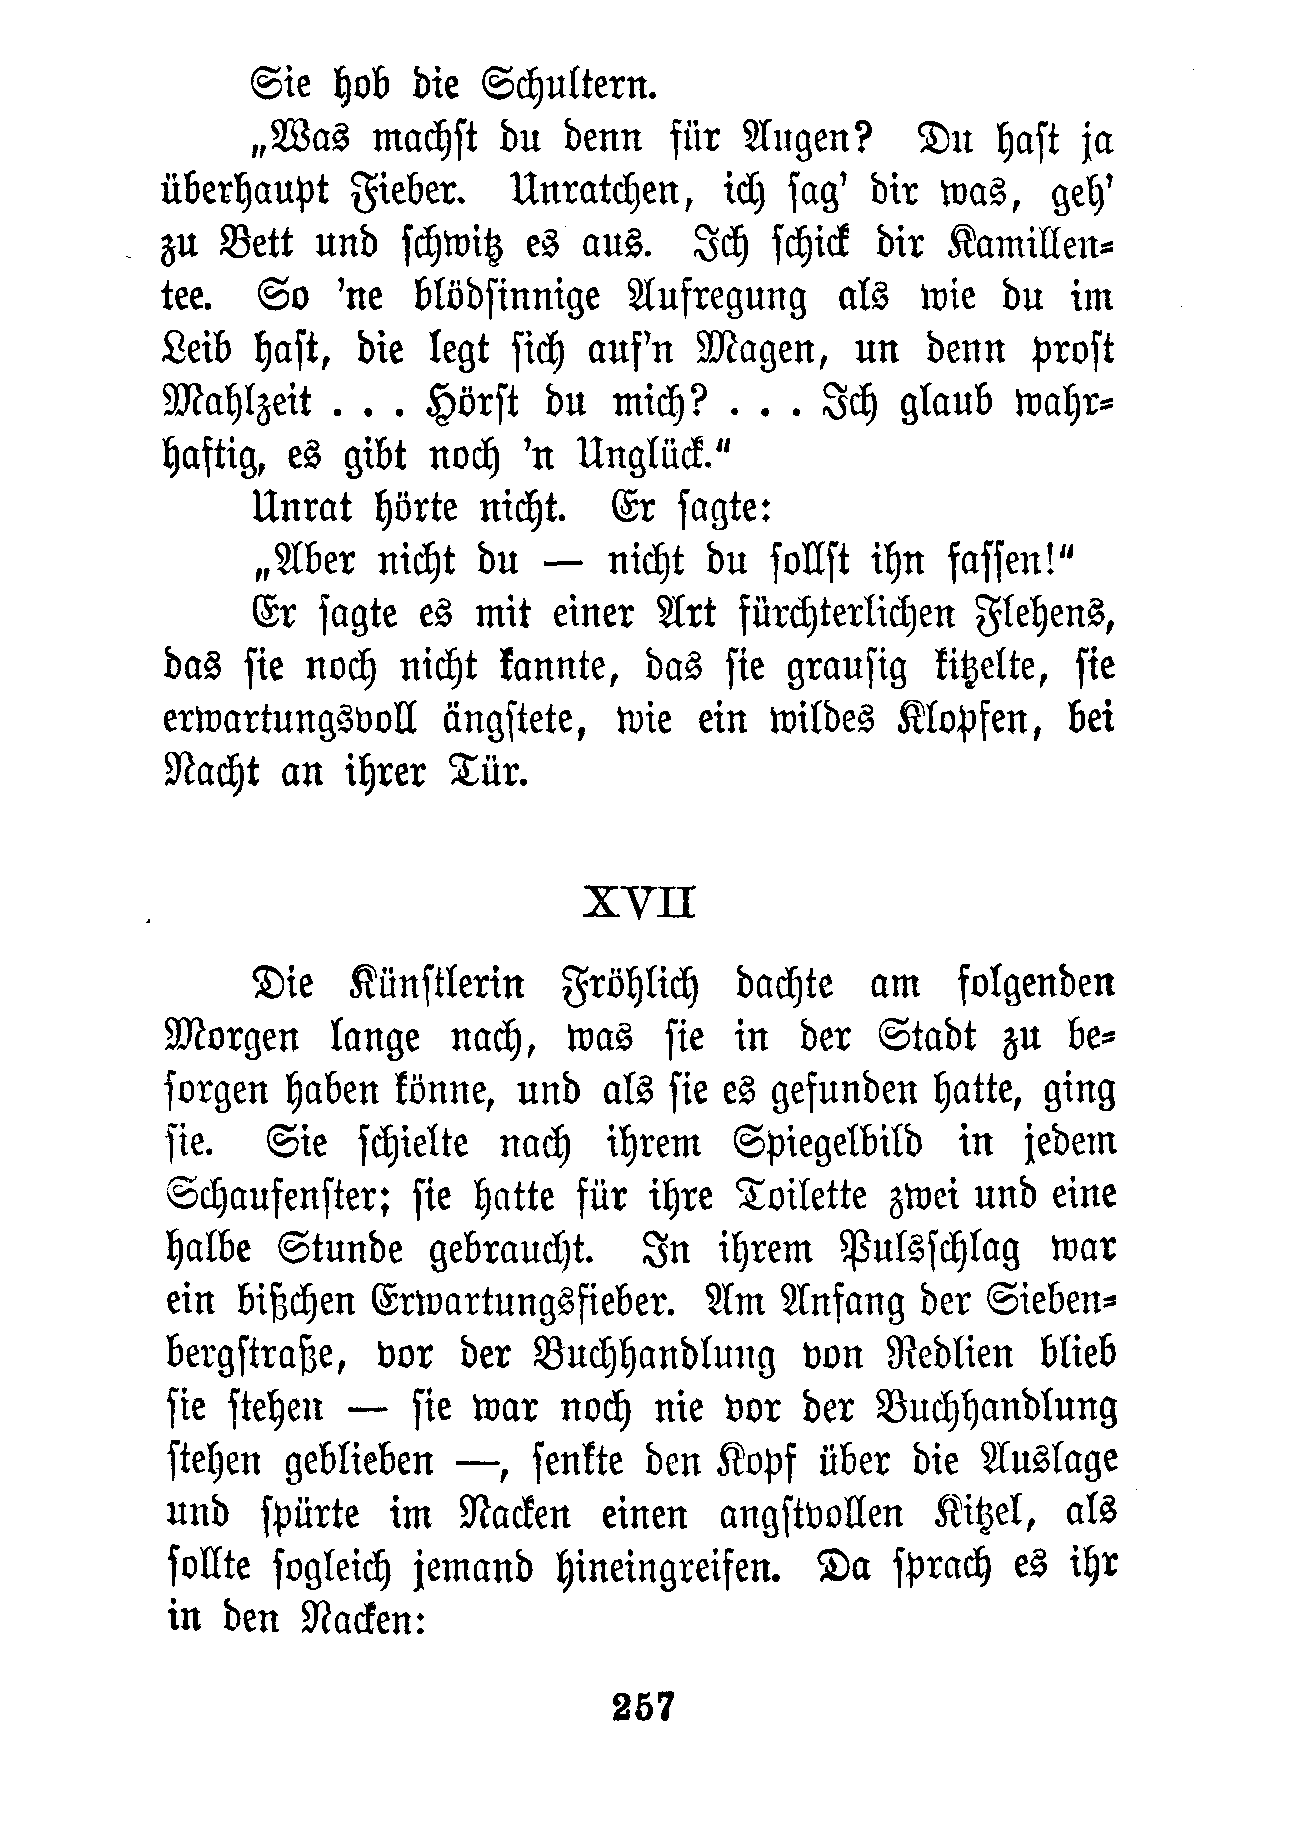 Sie hob die Schultern.
„Was machst du denn für Augen? Du hast ja
überhaupt Fieber. Unratchen, ich sag' dir was, geh'
zu Bett und schwitz es aus. Ich schick dir Kamillen-
tee. So 'ne blödsinnige Aufregung als wie du im
Leib hast, die legt sich auf'n Magen, un denn prost
Mahlzeit . . . Hörst du mich? . . . Ich glaub wahr-
haftig, es gibt noch 'n Unglück.“
Unrat hörte nicht. Er sagte:
„Aber nicht du — nicht du sollst ihn fassen!“
Er sagte es mit einer Art fürchterlichen Flehens,
das sie noch nicht kannte, das sie grausig kitzelte, sie
erwartungsvoll ängstete, wie ein wildes Klopfen, bei
Nacht an ihrer Tür.
XVII
Die Künstlerin Fröhlich dachte am folgenden
Morgen lange nach, was sie in der Stadt zu be-
sorgen haben könne, und als sie es gefunden hatte, ging
sie. Sie schielte nach ihrem Spiegelbild in jedem
Schaufenster; sie hatte für ihre Toilette zwei und eine
halbe Stunde gebraucht. In ihrem Pulsschlag war
ein bißchen Erwartungsfieber. Am Anfang der Sieben-
bergstraße, vor der Buchhandlung von Redlien blieb
sie stehen — sie war noch nie vor der Buchhandlung
stehen geblieben —, senkte den Kopf über die Auslage
und spürte im Nacken einen angstvollen Kitzel, als
sollte sogleich jemand hineingreifen. Da sprach es ihr
in den Nacken:
257